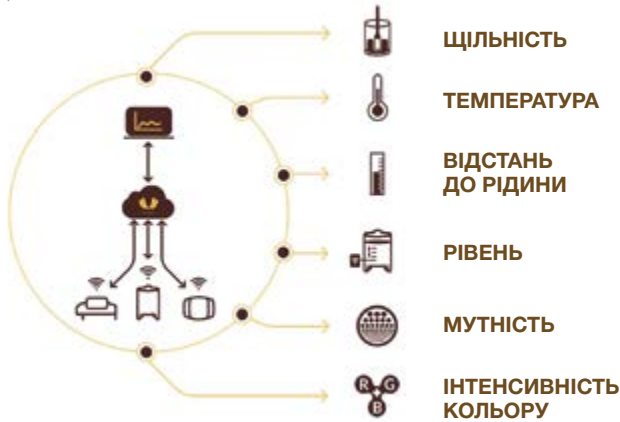 ЩІЛЬНІСТЬ
ТЕМПЕРАТУРА
ВІДСТАНЬ
ДО РІДИНИ
РІВЕНЬ
МУТНІСТЬ
R G
B
ІНТЕНСИВНІСТЬ
КОЛЬОРУ